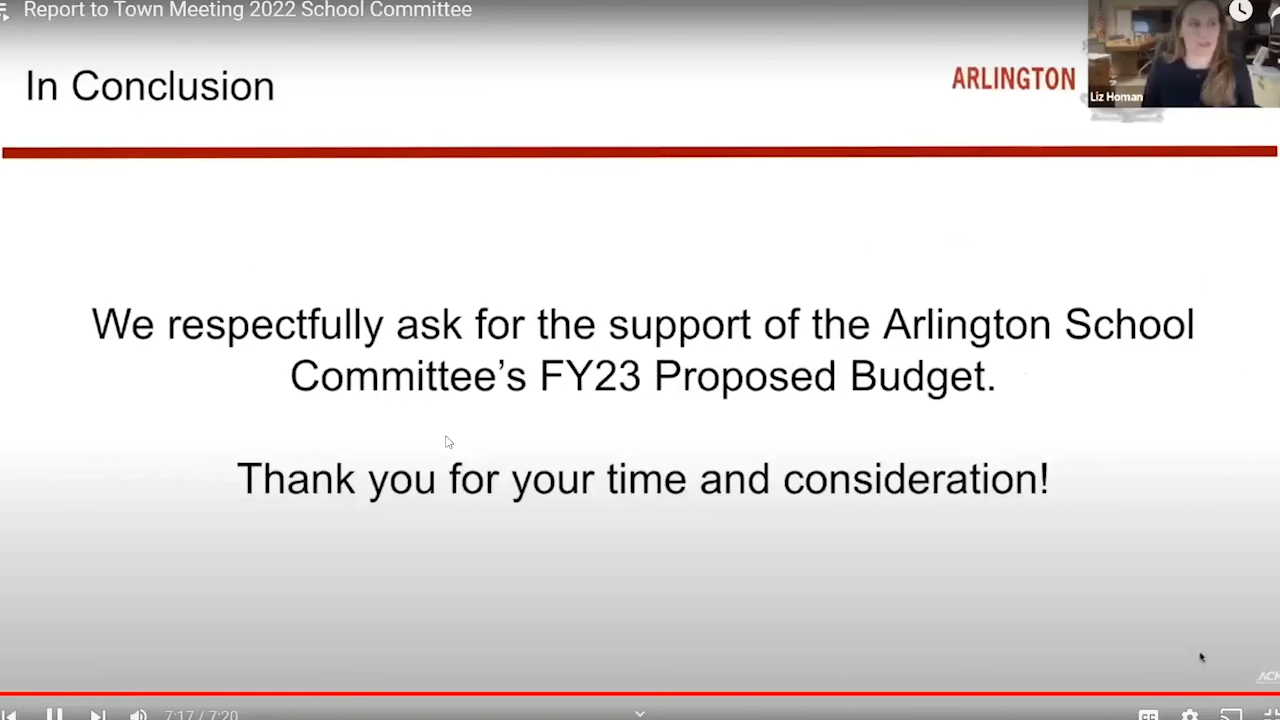 Report to Town Meeting 2022 School Committee
In Conclusion
ARLINGTON
Liz Homan
We respectfully ask for the support of the Arlington School
Committee’s FY23 Proposed Budget.
Thank you for your time and consideration!
7:17 / 7:20